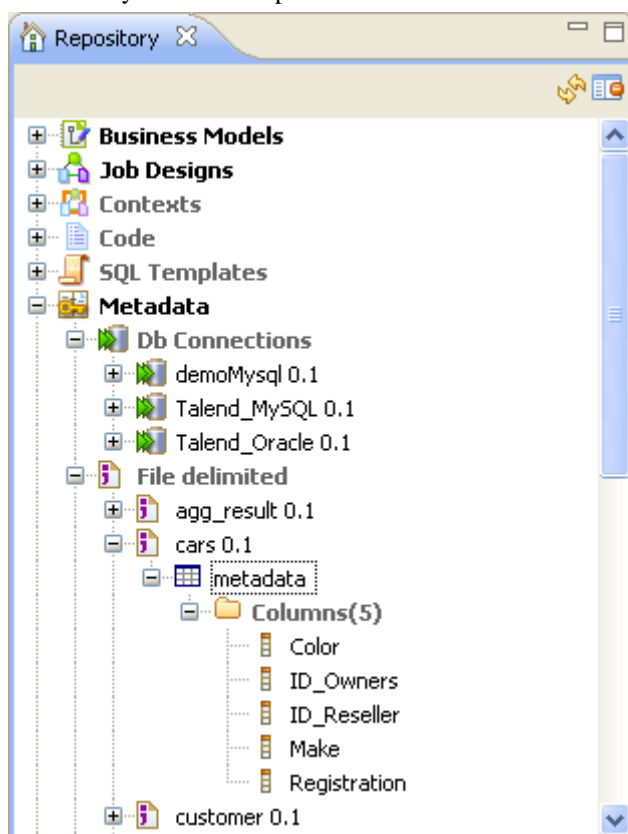 Repository
Business Models
Job Designs
Contexts
Code
SQL Templates
Metadata
Db Connections
demoMysql 0.1
Talend_MySQL 0.1
Talend_Oracle 0.1
File delimited
agg_result 0.1
cars 0.1
metadata
Columns(5)
Color
ID_Owners
ID_Reseller
Make
Registration
customer 0.1